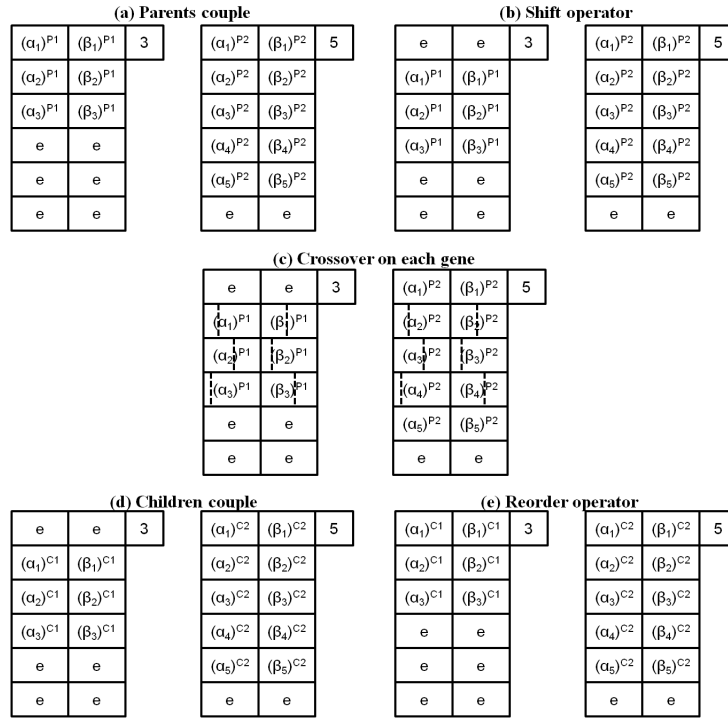 (a) Parents couple
(α₁)ᴾ¹ (β₁)ᴾ¹ 3 (α₁)ᴾ² (β₁)ᴾ² 5
(α₂)ᴾ¹ (β₂)ᴾ¹ (α₂)ᴾ² (β₂)ᴾ²
(α₃)ᴾ¹ (β₃)ᴾ¹ (α₃)ᴾ² (β₃)ᴾ²
e e (α₄)ᴾ² (β₄)ᴾ²
e e (α₅)ᴾ² (β₅)ᴾ²
e e e e
(b) Shift operator
e e 3 (α₁)ᴾ² (β₁)ᴾ² 5
(α₁)ᴾ¹ (β₁)ᴾ¹ (α₂)ᴾ² (β₂)ᴾ²
(α₂)ᴾ¹ (β₂)ᴾ¹ (α₃)ᴾ² (β₃)ᴾ²
(α₃)ᴾ¹ (β₃)ᴾ¹ (α₄)ᴾ² (β₄)ᴾ²
e e (α₅)ᴾ² (β₅)ᴾ²
e e e e
(c) Crossover on each gene
e e 3 (α₁)ᴾ² (β₁)ᴾ² 5
(α₁)ᴾ¹ (β₁)ᴾ¹ (α₂)ᴾ² (β₂)ᴾ²
(α₂)ᴾ¹ (β₂)ᴾ¹ (α₃)ᴾ² (β₃)ᴾ²
(α₃)ᴾ¹ (β₃)ᴾ¹ (α₄)ᴾ² (β₄)ᴾ²
e e (α₅)ᴾ² (β₅)ᴾ²
e e e e
(d) Children couple
e e 3 (α₁)ᶜ² (β₁)ᶜ² 5
(α₁)ᶜ¹ (β₁)ᶜ¹ (α₂)ᶜ² (β₂)ᶜ²
(α₂)ᶜ¹ (β₂)ᶜ¹ (α₃)ᶜ² (β₃)ᶜ²
(α₃)ᶜ¹ (β₃)ᶜ¹ (α₄)ᶜ² (β₄)ᶜ²
e e (α₅)ᶜ² (β₅)ᶜ²
e e e e
(e) Reorder operator
(α₁)ᶜ¹ (β₁)ᶜ¹ 3 (α₁)ᶜ² (β₁)ᶜ² 5
(α₂)ᶜ¹ (β₂)ᶜ¹ (α₂)ᶜ² (β₂)ᶜ²
(α₃)ᶜ¹ (β₃)ᶜ¹ (α₃)ᶜ² (β₃)ᶜ²
e e (α₄)ᶜ² (β₄)ᶜ²
e e (α₅)ᶜ² (β₅)ᶜ²
e e e e